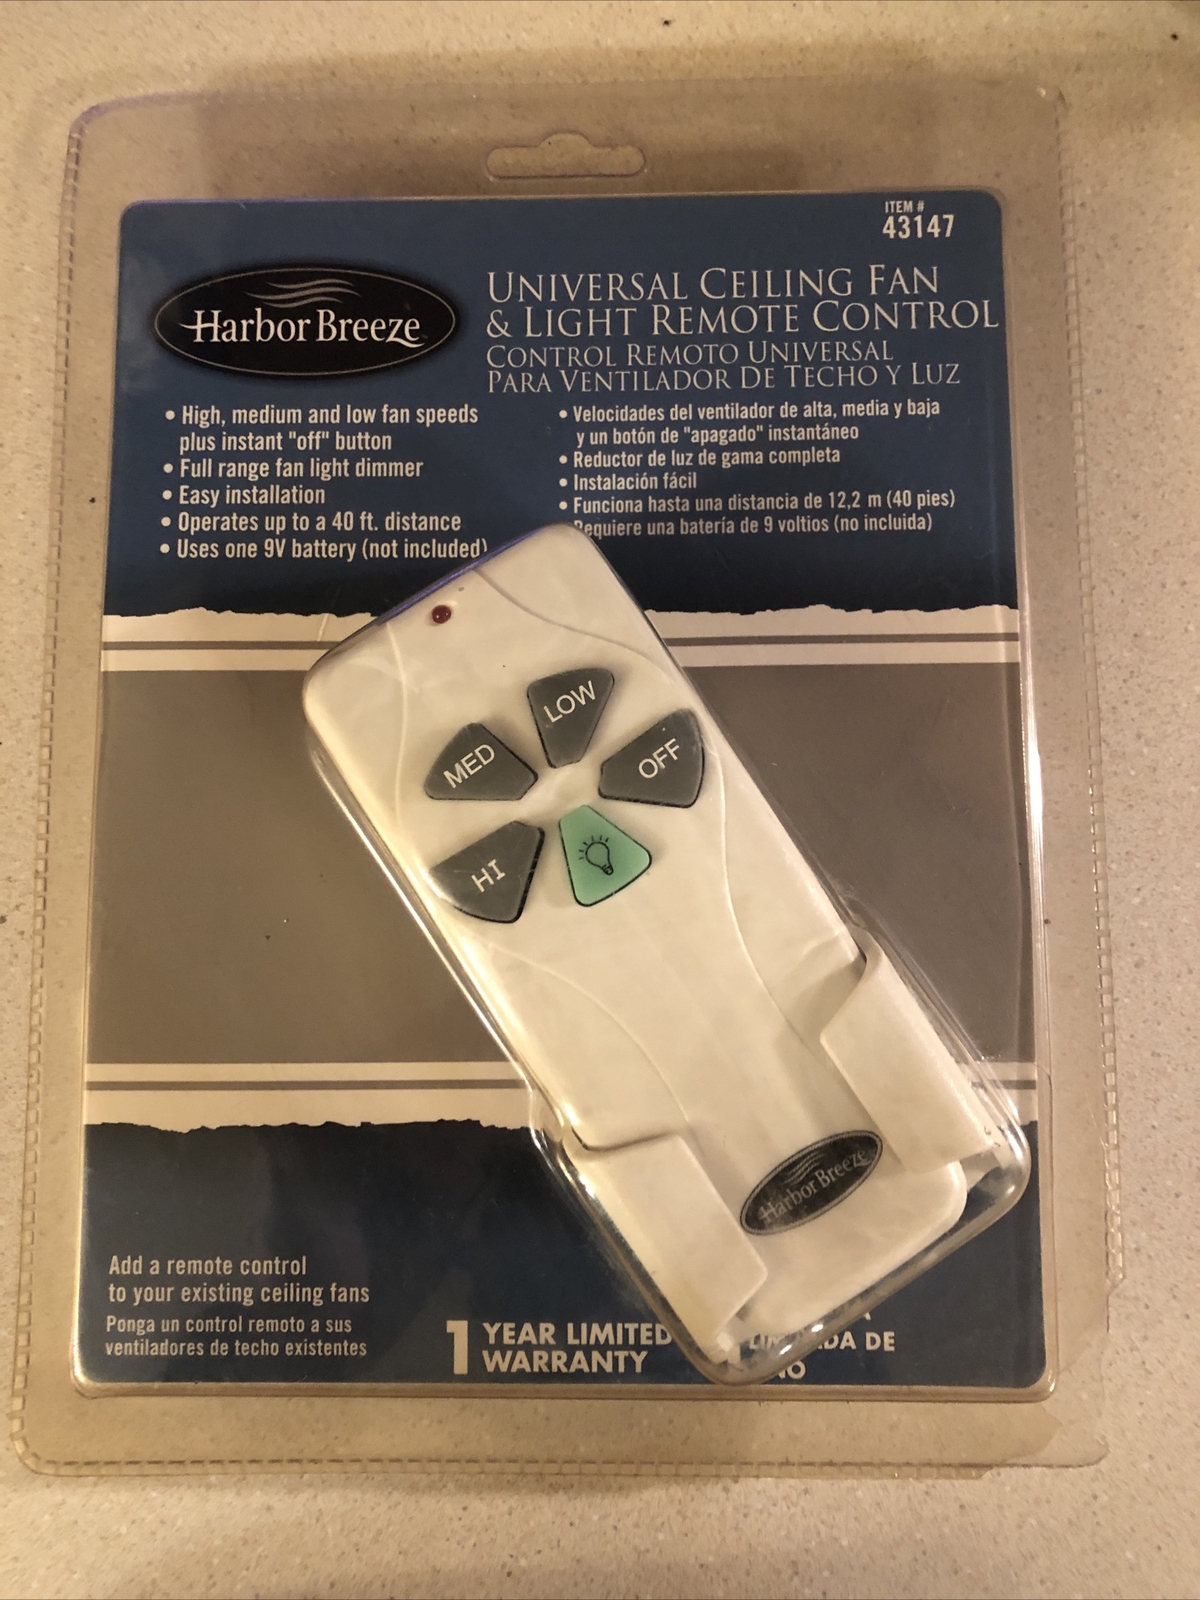 ITEM #
43147
Harbor Breeze
UNIVERSAL CEILING FAN
& LIGHT REMOTE CONTROL
CONTROL REMOTO UNIVERSAL
PARA VENTILADOR DE TECHO Y LUZ
• High, medium and low fan speeds
plus instant "off" button
• Full range fan light dimmer
• Easy installation
• Operates up to a 40 ft. distance
• Uses one 9V battery (not included)
• Velocidades del ventilador de alta, media y baja
y un botón de "apagado" instantáneo
• Reductor de luz de gama completa
• Instalación fácil
• Funciona hasta una distancia de 12,2 m (40 pies)
Requiere una batería de 9 voltios (no incluida)
LOW
MED
OFF
HI
Harbor Breeze
Add a remote control
to your existing ceiling fans
Ponga un control remoto a sus
ventiladores de techo existentes
1 YEAR LIMITED
WARRANTY
DE